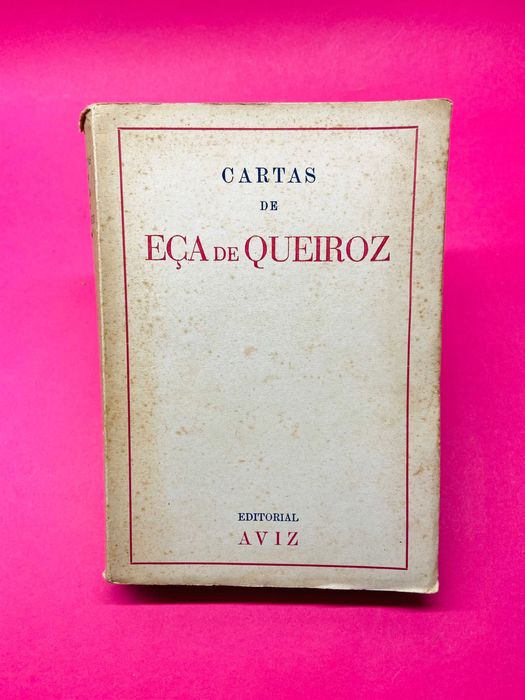 CARTAS
DE
EÇA DE QUEIROZ
EDITORIAL
AVIZ